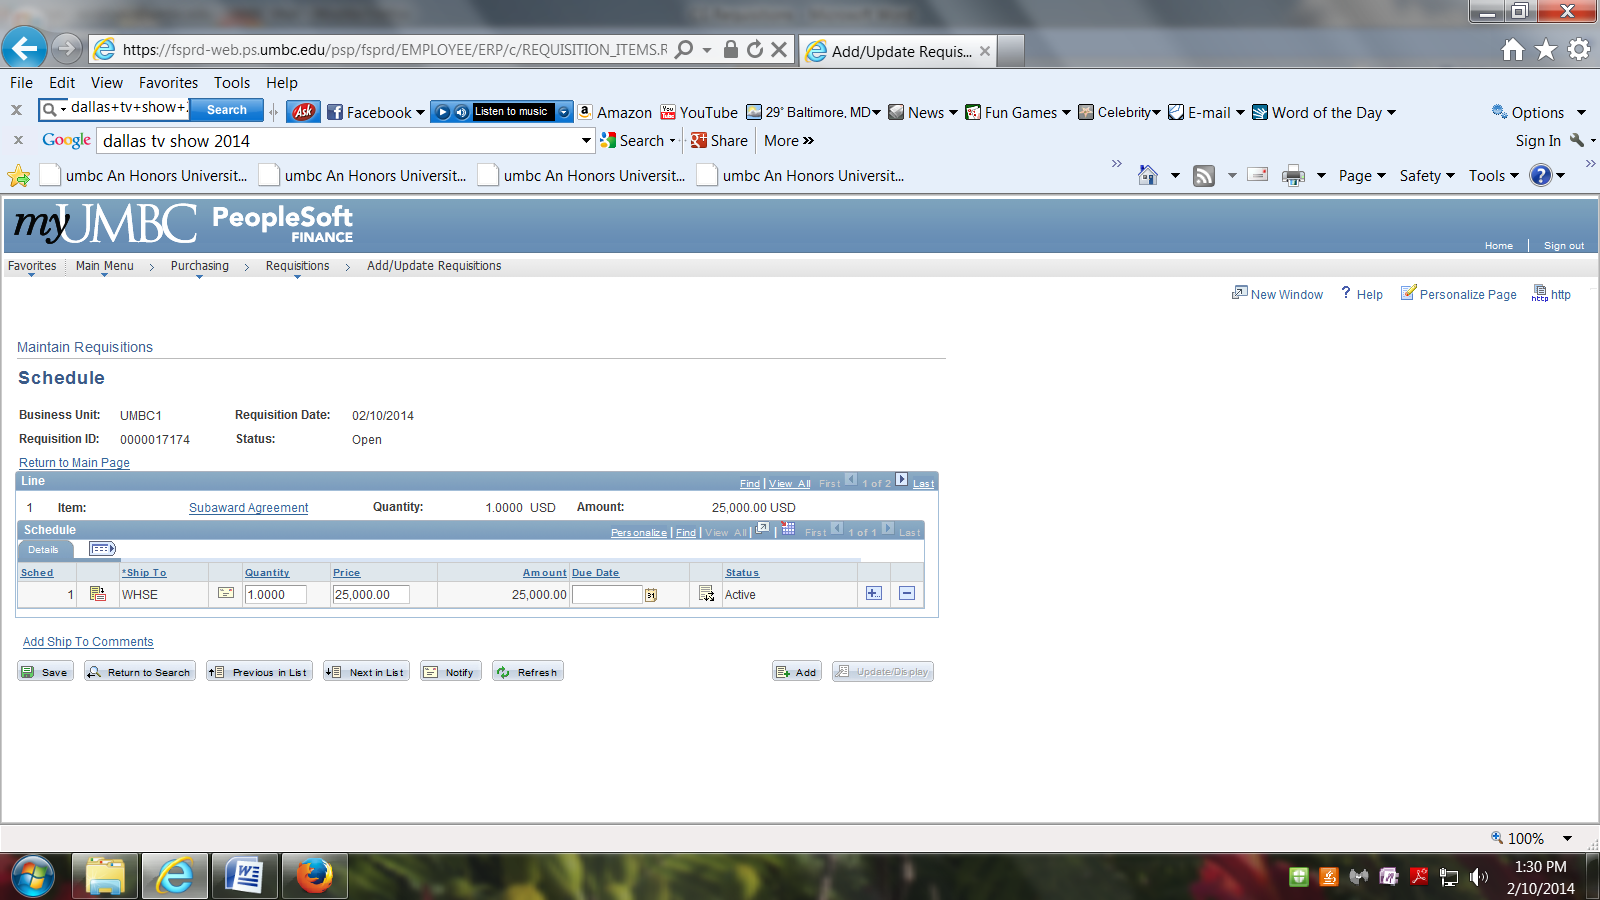 https://fsprd-web.ps.umbc.edu/psp/fsprd/EMPLOYEE/ERP/c/REQUISITION_ITEMS.R
Add/Update Requis...
File Edit View Favorites Tools Help
dallas+tv+show+ Search Ask Facebook Listen to music Amazon YouTube 29° Baltimore, MD News Fun Games Celebrity E-mail Word of the Day Options
Google dallas tv show 2014 Search Share More » Sign In
umbc An Honors Universit... umbc An Honors Universit... umbc An Honors Universit... umbc An Honors Universit... Page Safety Tools
myUMBC PeopleSoft
FINANCE
Home | Sign out
Favorites Main Menu > Purchasing > Requisitions > Add/Update Requisitions
New Window ? Help Personalize Page http
Maintain Requisitions
Schedule
Business Unit: UMBC1 Requisition Date: 02/10/2014
Requisition ID: 0000017174 Status: Open
Return to Main Page
Line Find | View All First 1 of 2 Last
1 Item: Subaward Agreement Quantity: 1.0000 USD Amount: 25,000.00 USD
Schedule Personalize | Find | View All | | First 1 of 1 Last
Details
Sched *Ship To Quantity Price Amount Due Date Status
1 WHSE 1.0000 25,000.00 25,000.00 31 Active
Add Ship To Comments
Save Return to Search Previous in List Next in List Notify Refresh Add Update/Display
100%
1:30 PM
2/10/2014